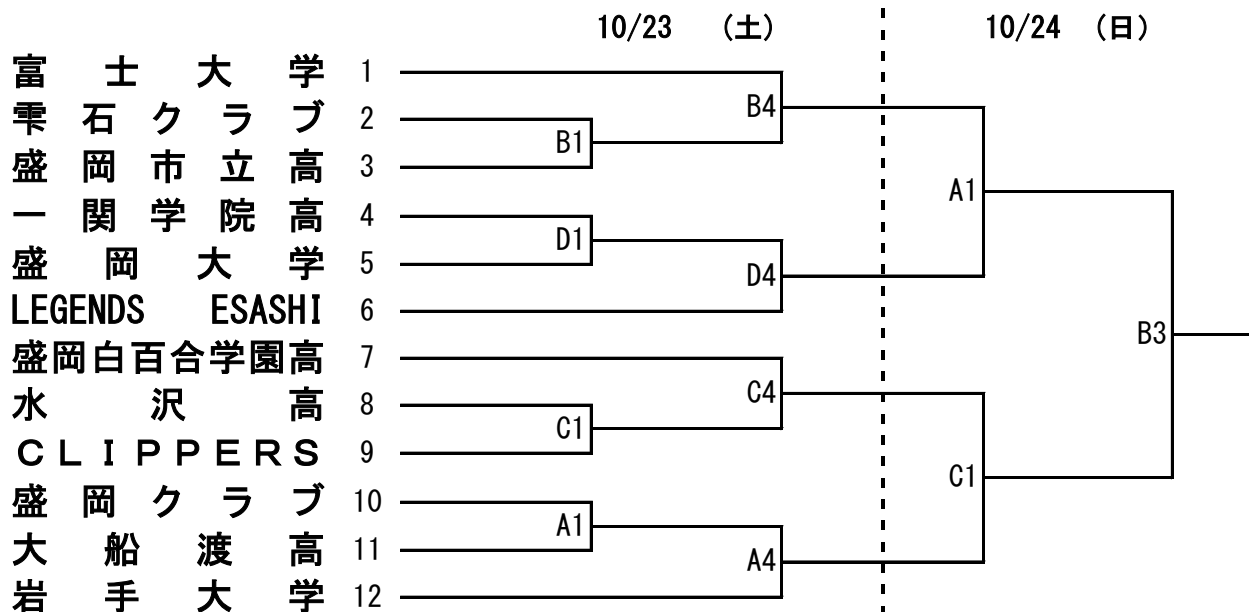 10/23 （土） 10/24 （日）
富士大学 1
B4
雫石クラブ 2
B1
盛岡市立高 3
A1
一関学院高 4
D1
盛岡大学 5
D4
LEGENDS ESASHI 6
B3
盛岡白百合学園高 7
C4
水沢高 8
C1
ＣＬＩＰＰＥＲＳ 9
C1
盛岡クラブ 10
A1
大船渡高 11
A4
岩手大学 12